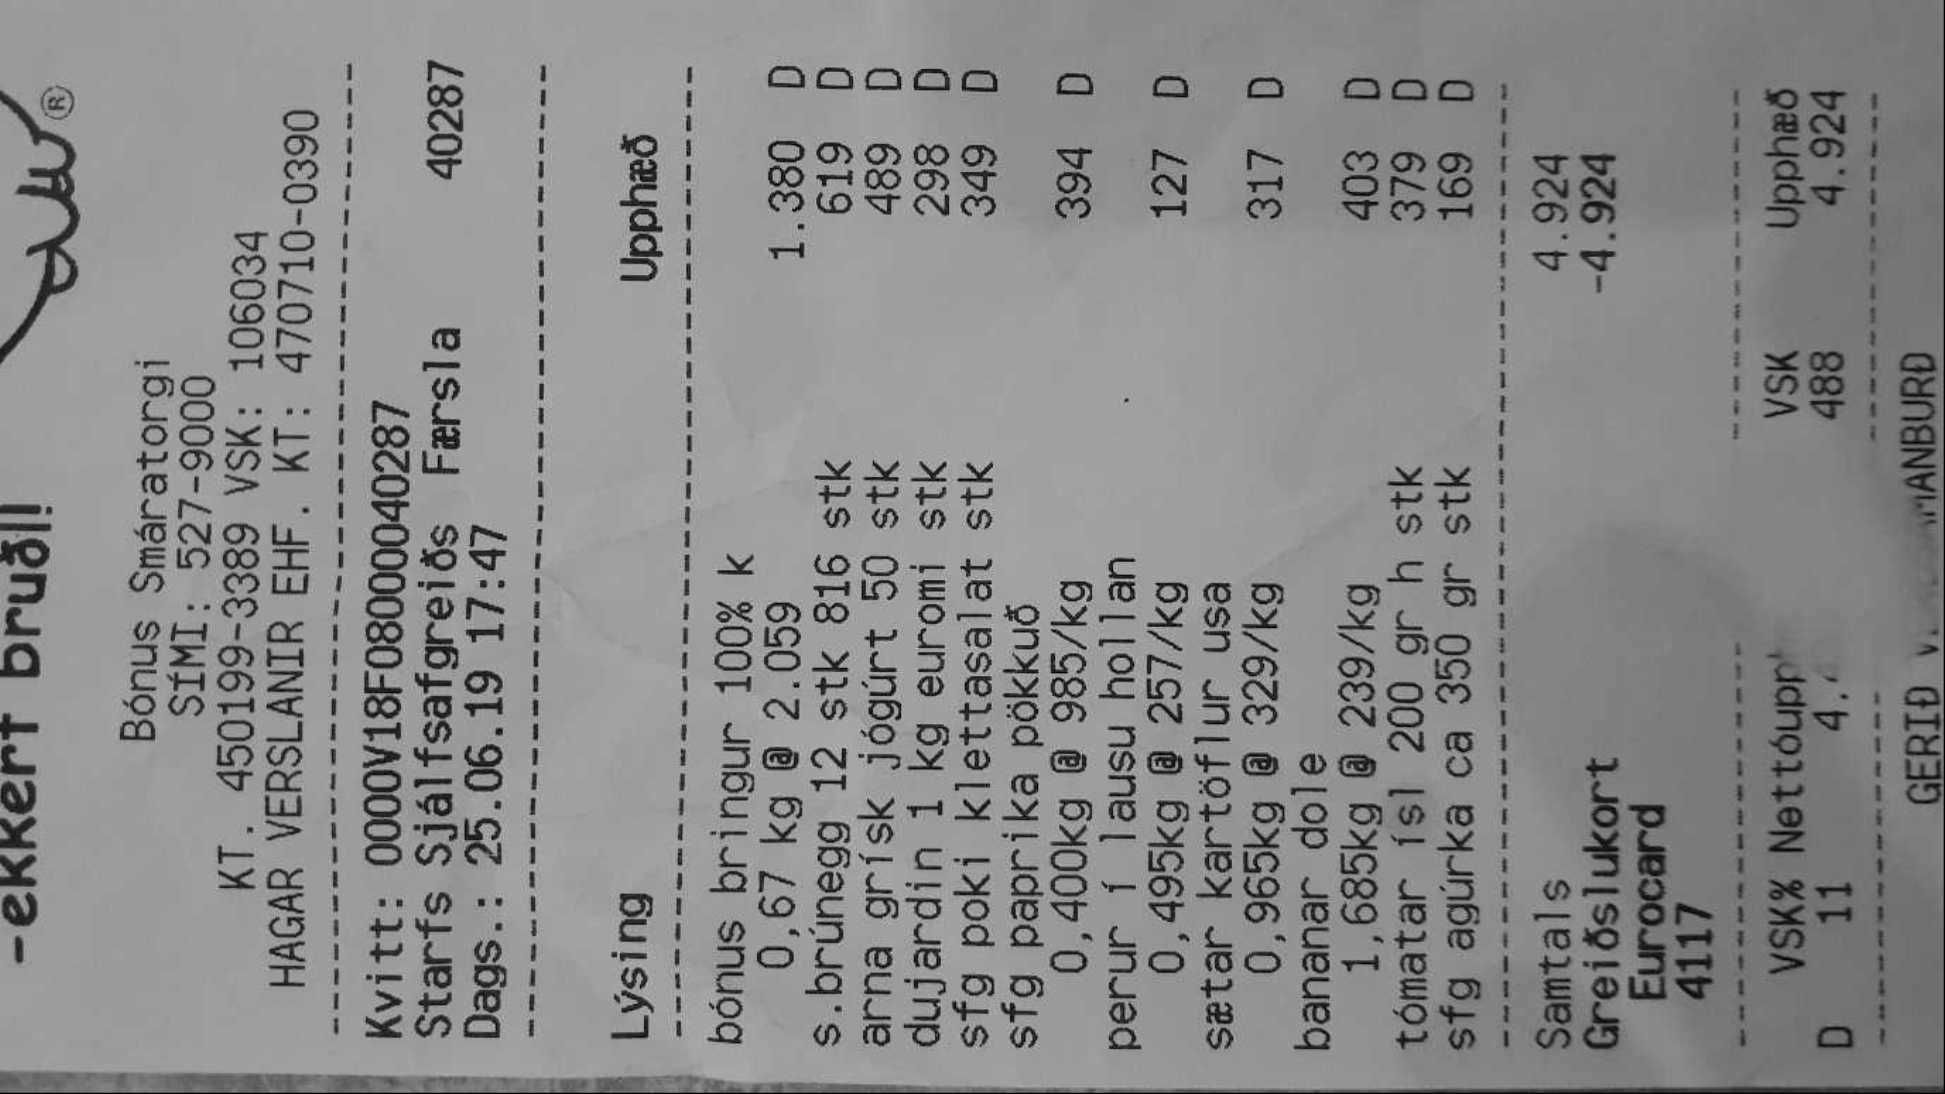 -ekkert bruðl!
®
Bónus Smáratorgi
SÍMI: 527-9000
KT. 450199-3389 VSK: 106034
HAGAR VERSLANIR EHF. KT: 470710-0390
Kvitt: 0000V18F08000040287
Starfs Sjálfsafgreiðs Færsla 40287
Dags.: 25.06.19 17:47
Lýsing Upphæð
bónus bringur 100% k
0,67 kg @ 2.059 1.380 D
s.brúnegg 12 stk 816 stk 619 D
arna grísk jógúrt 50 stk 489 D
dujardin 1 kg euromi stk 298 D
sfg poki klettasalat stk 349 D
sfg paprika pökkuð
0,400kg @ 985/kg 394 D
perur í lausu hollan
0,495kg @ 257/kg 127 D
sætar kartöflur usa
0,965kg @ 329/kg 317 D
bananar dole
1,685kg @ 239/kg 403 D
tómatar ísl 200 gr h stk 379 D
sfg agúrka ca 350 gr stk 169 D
Samtals 4.924
Greiðslukort -4.924
Eurocard
4117
VSK% VSK Upphæð
D 11 488 4.924
GERIÐ